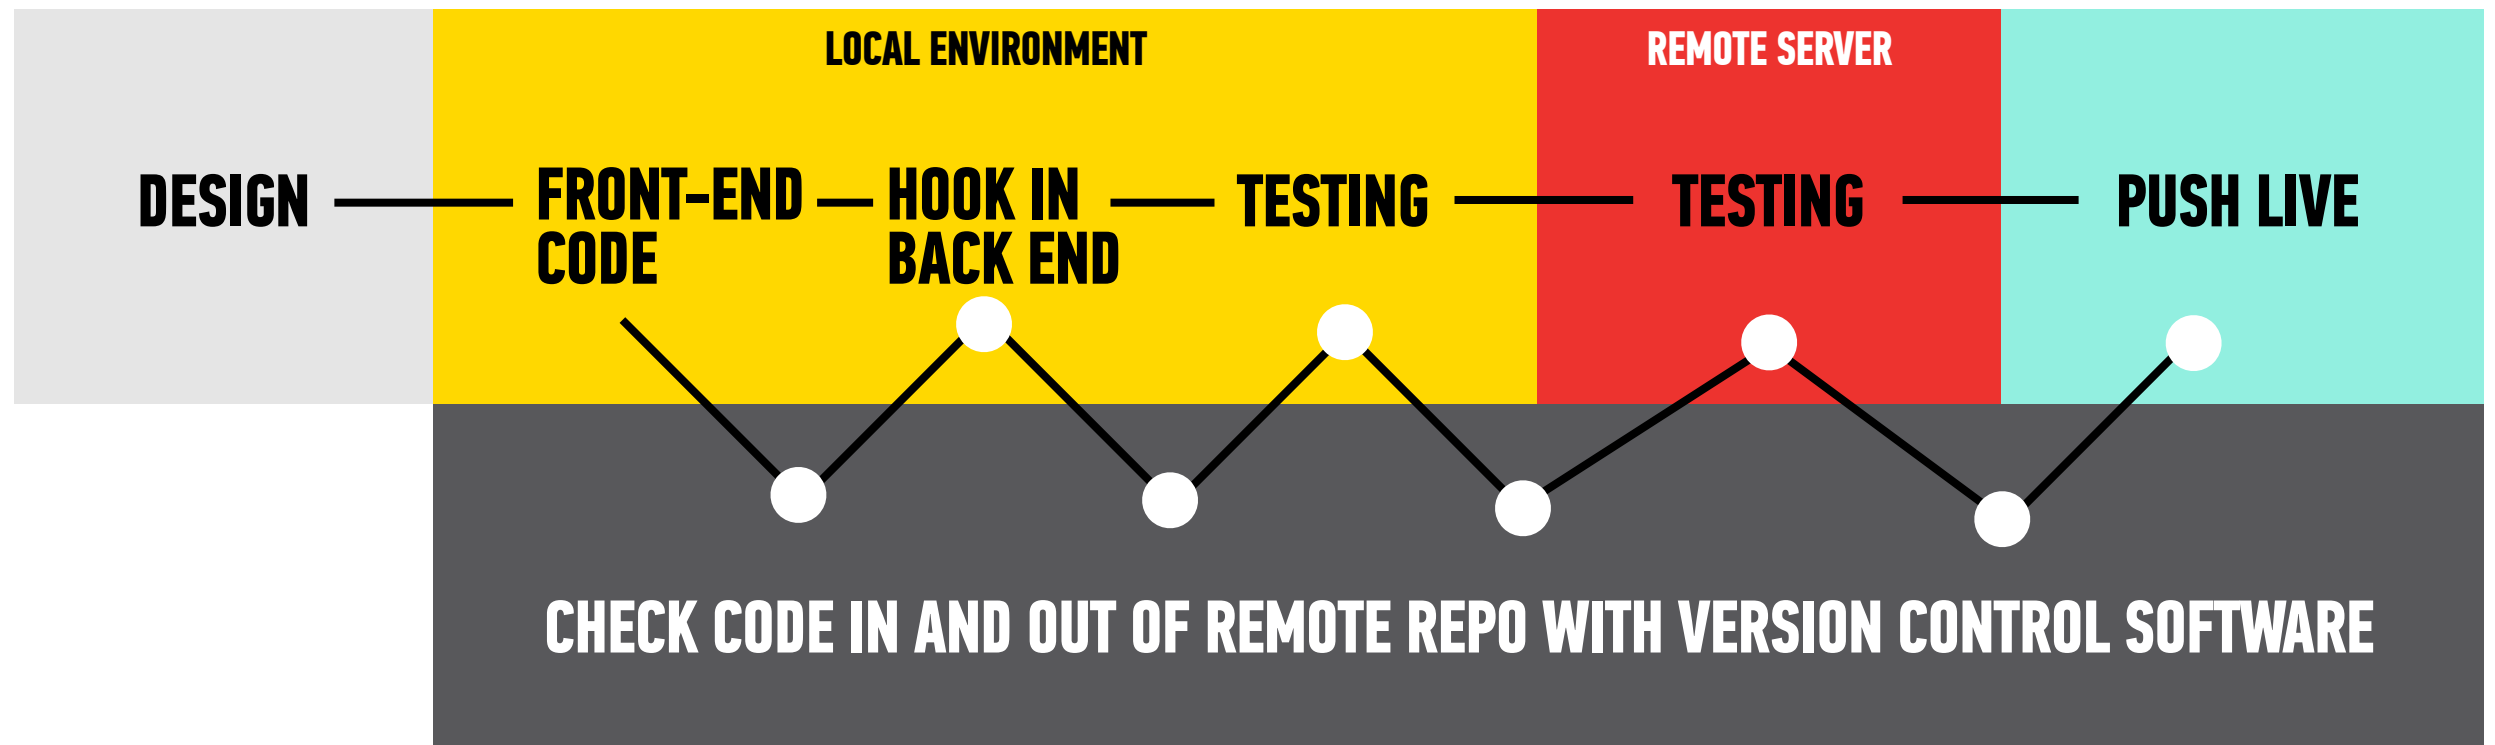 LOCAL ENVIRONMENT
REMOTE SERVER
DESIGN
FRONT-END
CODE
HOOK IN
BACK END
TESTING
TESTING
PUSH LIVE
CHECK CODE IN AND OUT OF REMOTE REPO WITH VERSION CONTROL SOFTWARE